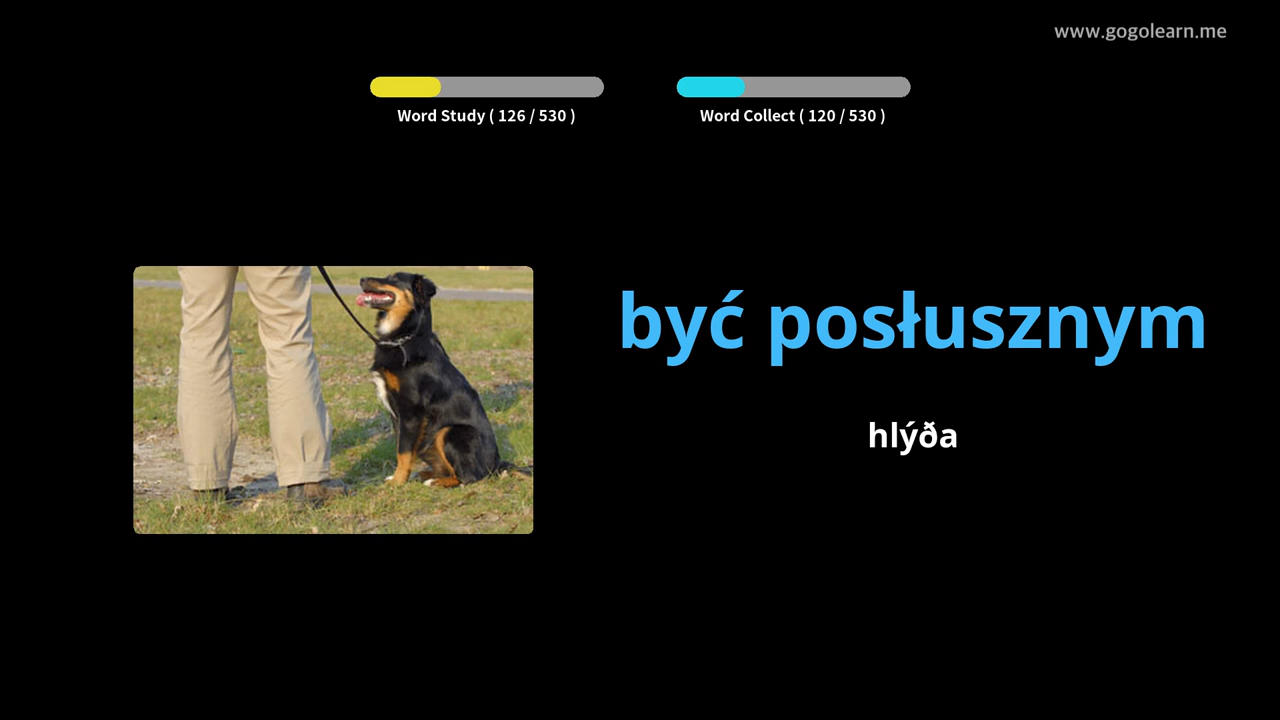 www.gogolearn.me
Word Study ( 126 / 530 )
Word Collect ( 120 / 530 )
być posłusznym
hlýða